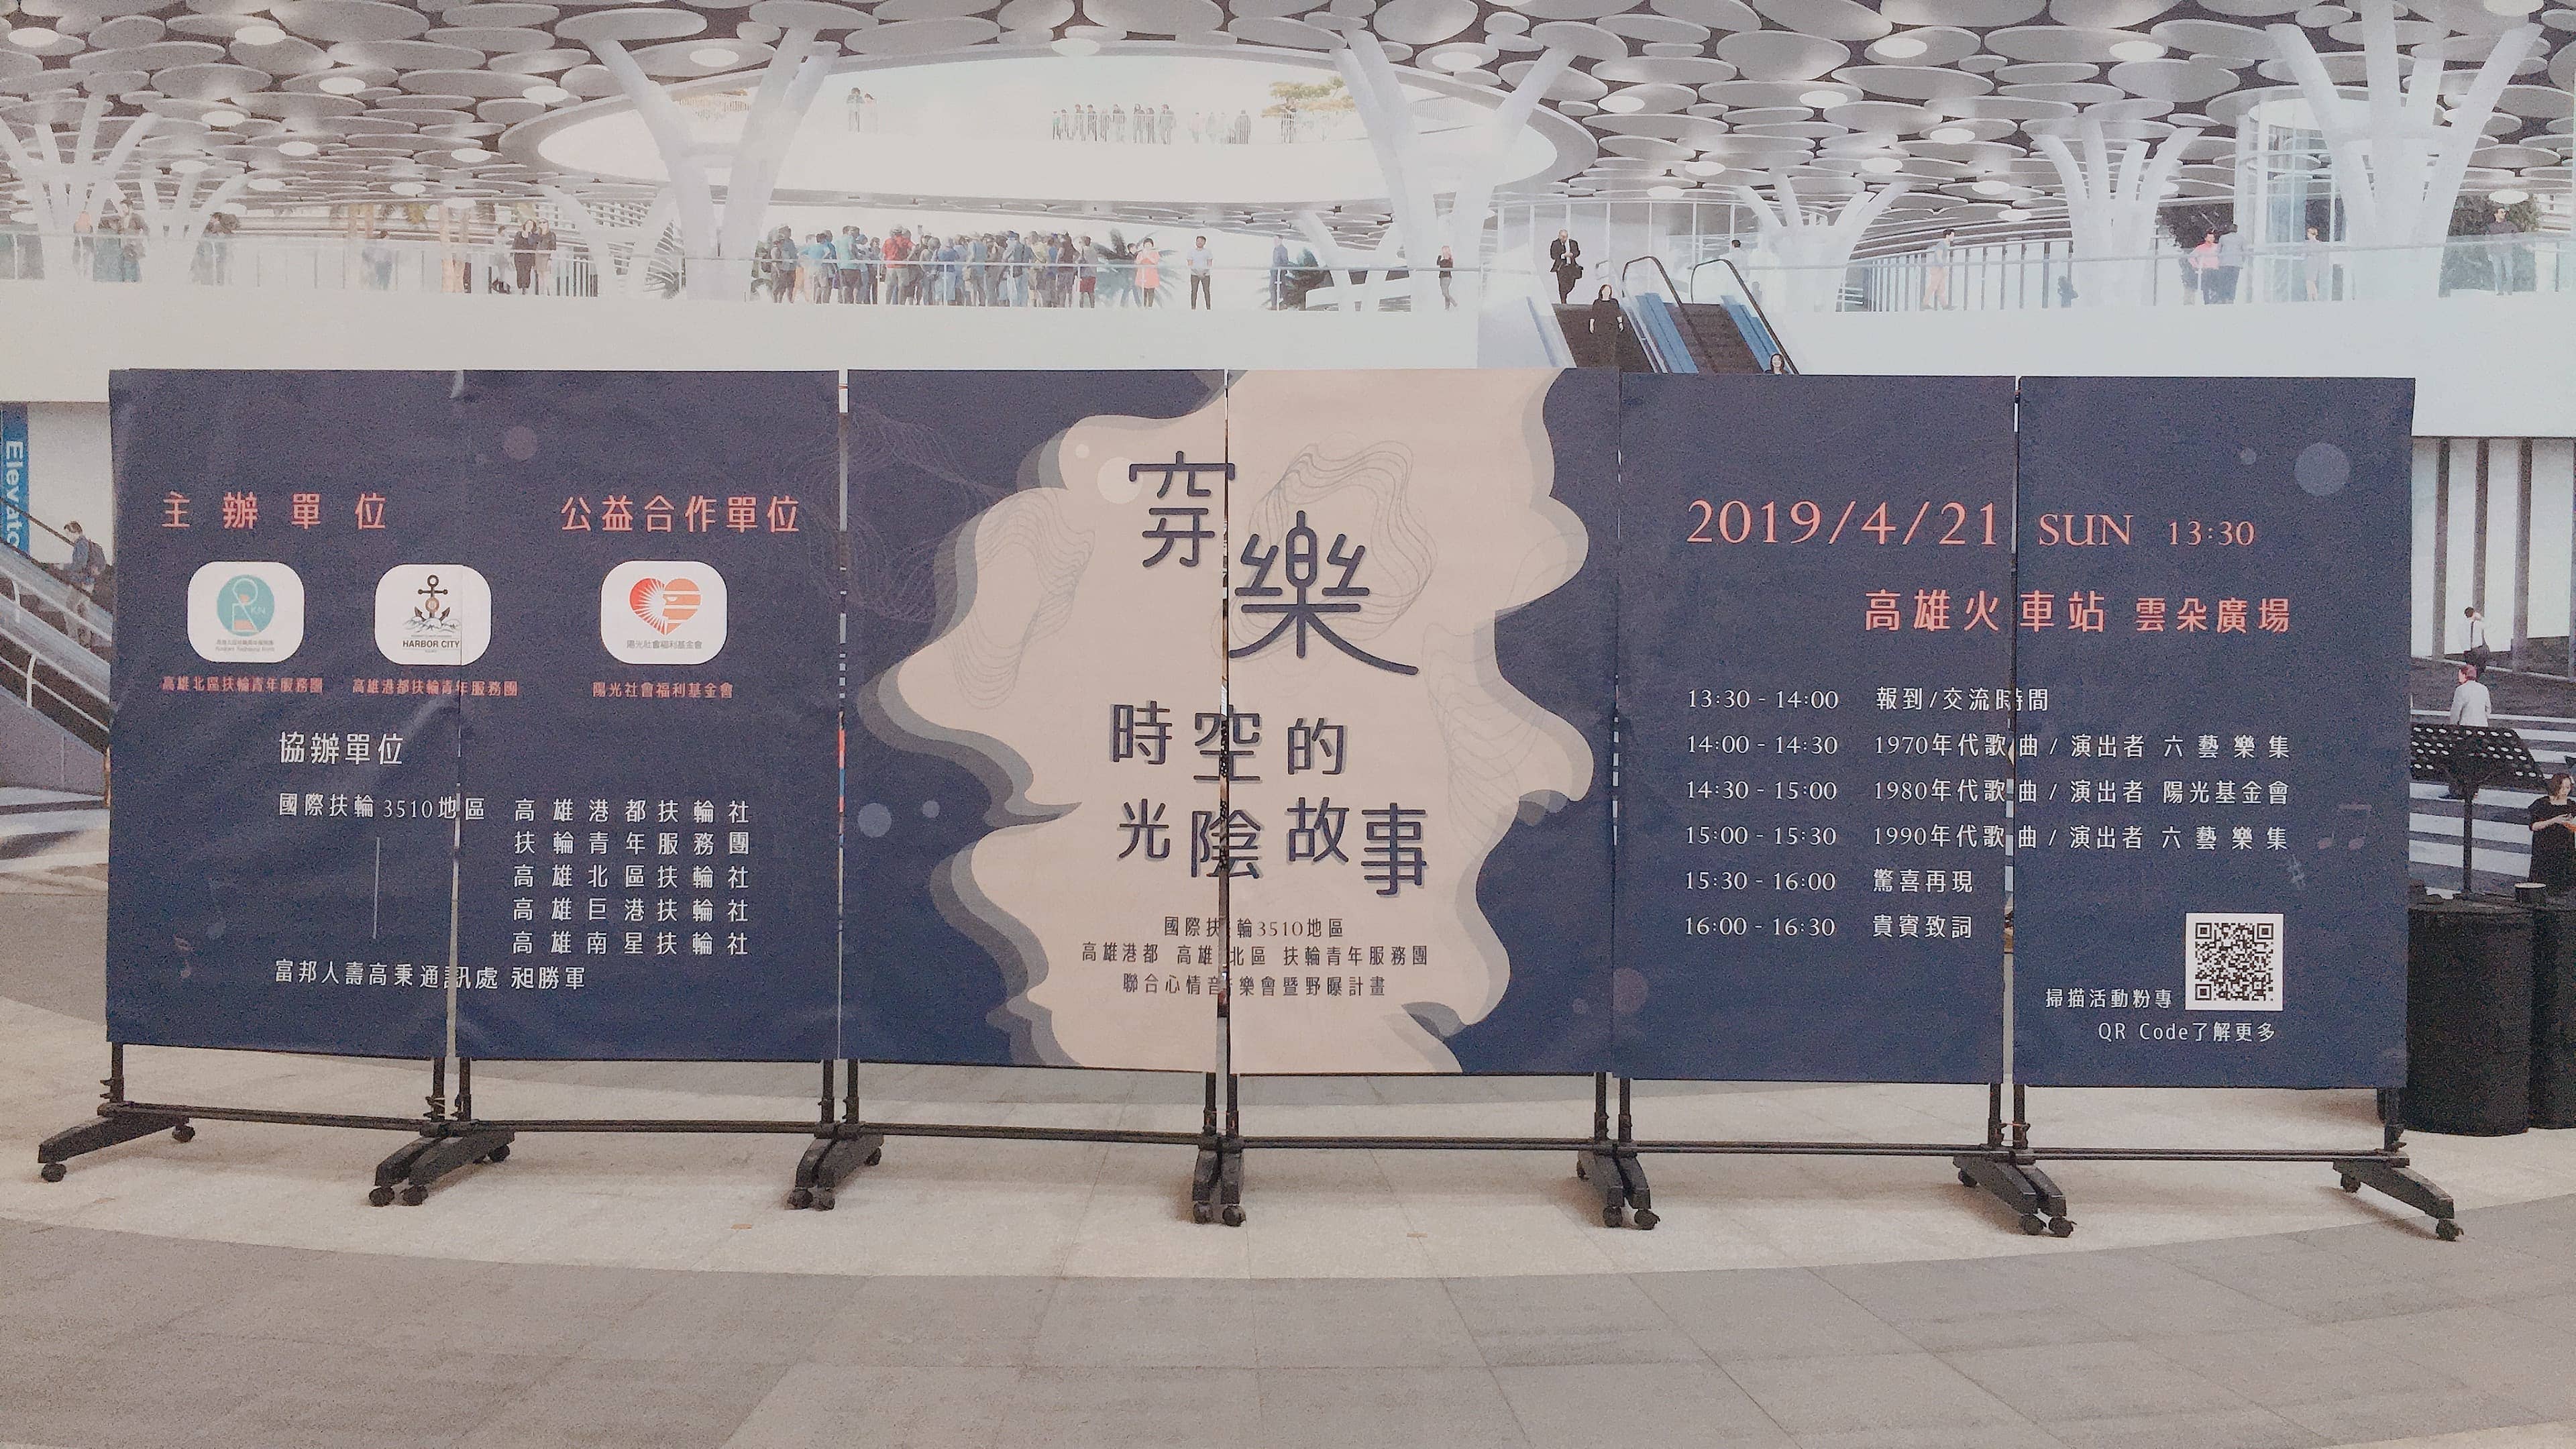 Elevato
主辦單位
公益合作單位
HARBOR CITY
陽光社會福利基金會
高雄北區扶輪青年服務團
高雄港都扶輪青年服務團
陽光社會福利基金會
協辦單位
國際扶輪3510地區
高雄港都扶輪社
扶輪青年服務團
高雄北區扶輪社
高雄巨港扶輪社
高雄南星扶輪社
富邦人壽高秉通訊處 昶勝軍
穿樂
時空的
光陰故事
國際扶輪3510地區
高雄港都 高雄北區 扶輪青年服務團
聯合心情音樂會暨野曝計畫
2019/4/21 SUN 13:30
高雄火車站 雲朵廣場
13:30 - 14:00 報到/交流時間
14:00 - 14:30 1970年代歌曲 / 演出者 六藝樂集
14:30 - 15:00 1980年代歌曲 / 演出者 陽光基金會
15:00 - 15:30 1990年代歌曲 / 演出者 六藝樂集
15:30 - 16:00 驚喜再現
16:00 - 16:30 貴賓致詞
掃描活動粉專
QR Code了解更多